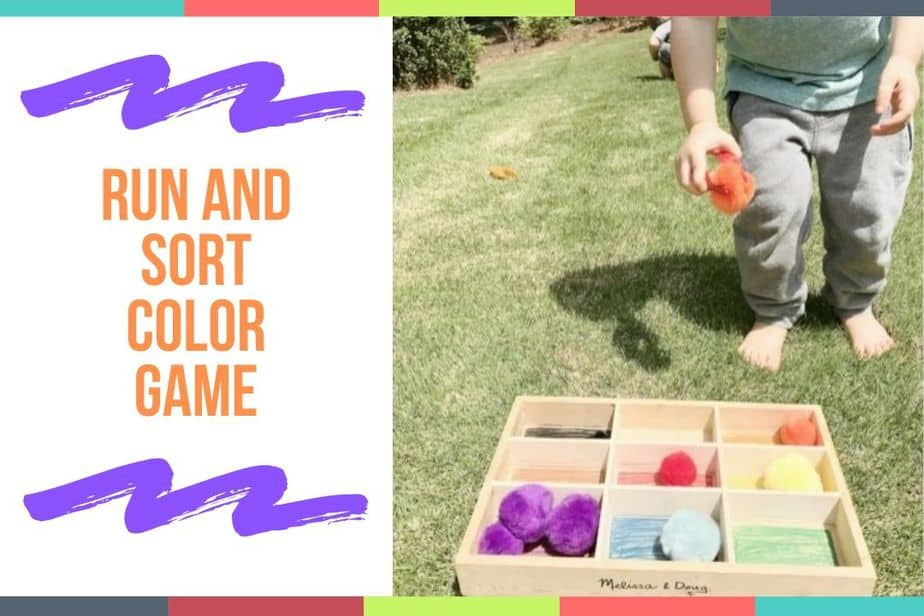 RUN AND
SORT
COLOR
GAME
Melissa & Doug